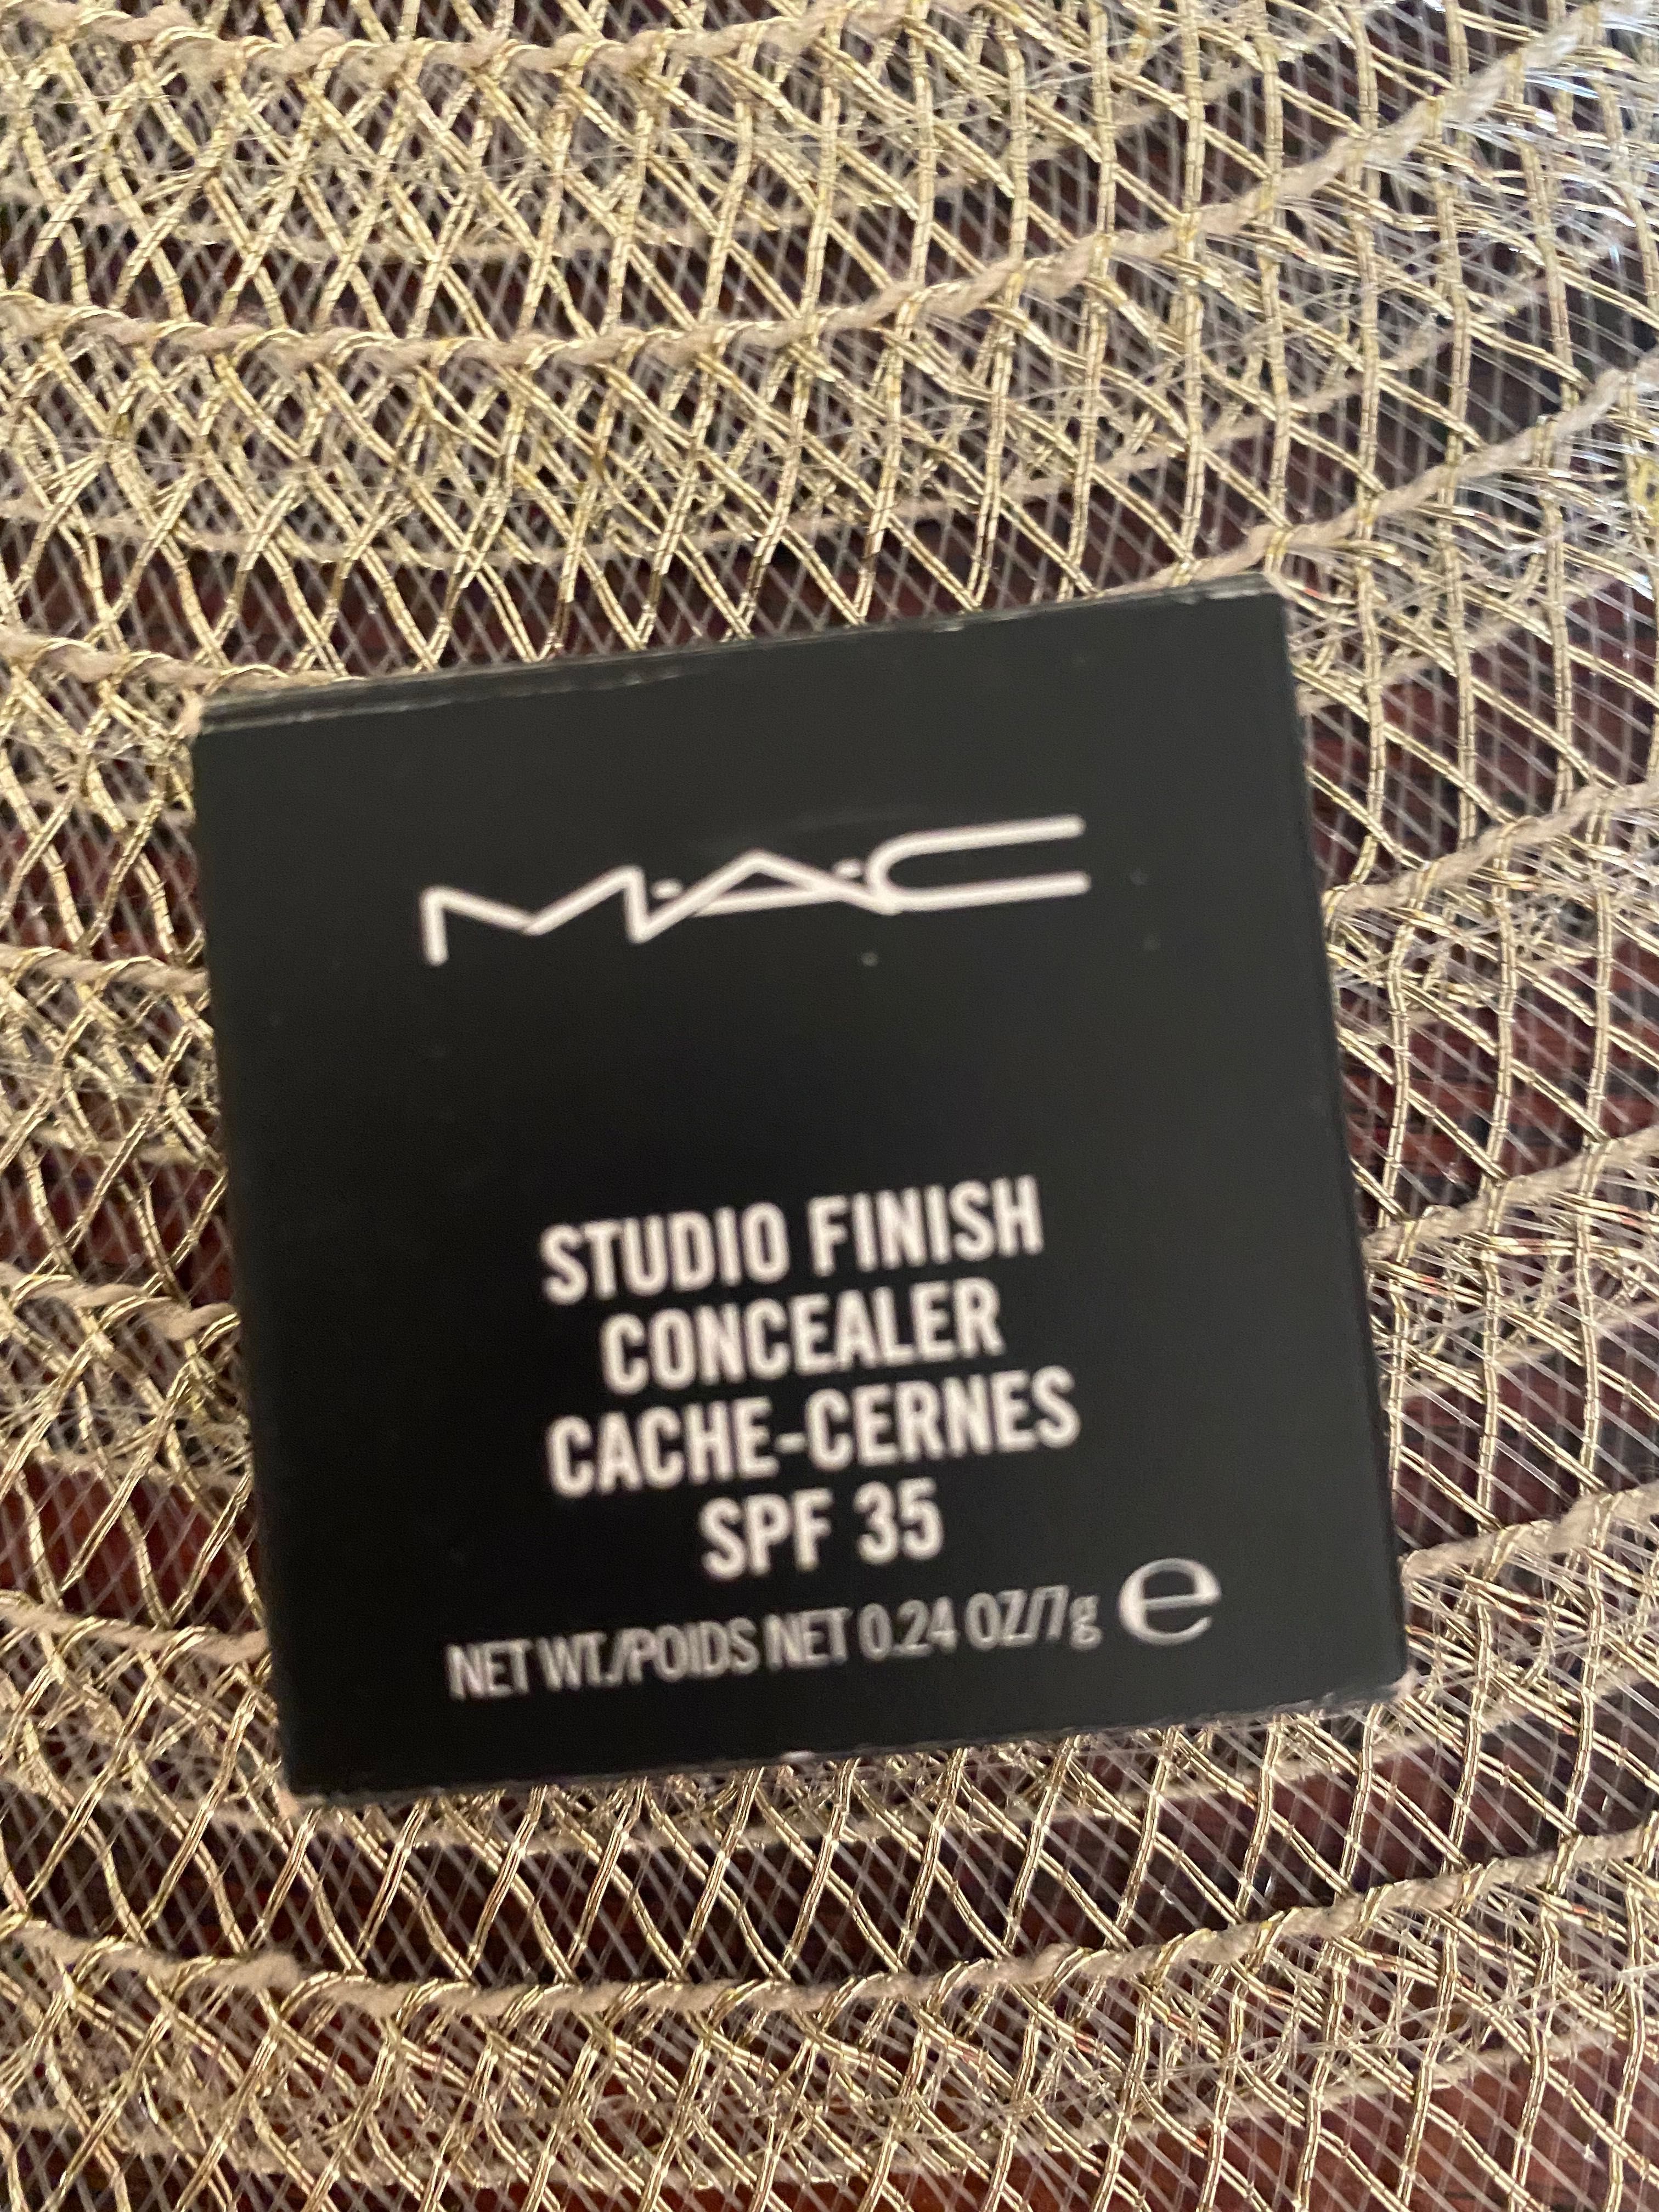 M·A·C
STUDIO FINISH
CONCEALER
CACHE-CERNES
SPF 35
NET WT./POIDS NET 0.24 OZ/7g e